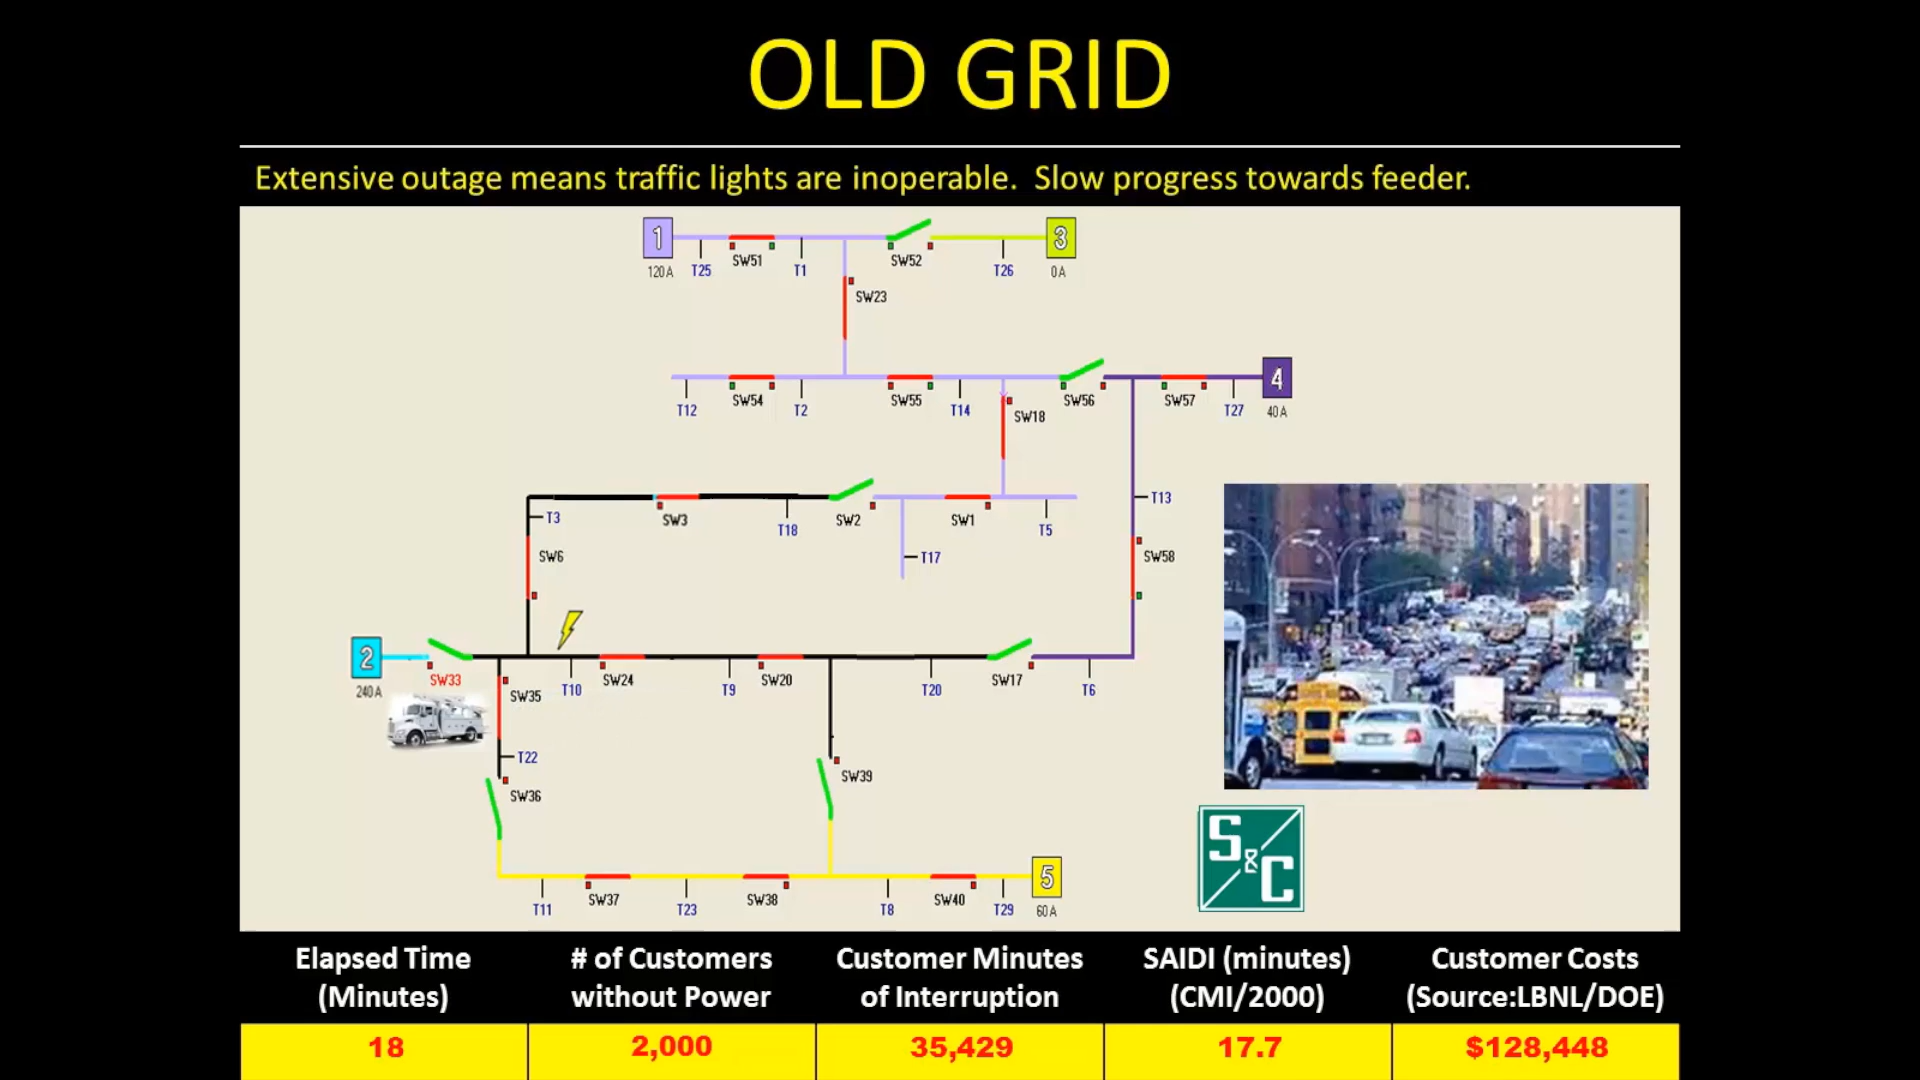 OLD GRID
Extensive outage means traffic lights are inoperable.  Slow progress towards feeder.
1
3
120A
T25
SW51
T1
SW52
T26
0A
SW23
4
T12
SW54
T2
SW55
T14
SW18
SW56
SW57
T27
40A
T3
SW3
T18
SW2
SW1
T5
T13
SW6
T17
SW58
2
240A
SW33
SW35
T10
SW24
T9
SW20
T20
SW17
T6
T22
SW36
SW39
S&C
5
T11
SW37
T23
SW38
T8
SW40
T29
60A
Elapsed Time
(Minutes)
# of Customers
without Power
Customer Minutes
of Interruption
SAIDI (minutes)
(CMI/2000)
Customer Costs
(Source:LBNL/DOE)
18
2,000
35,429
17.7
$128,448